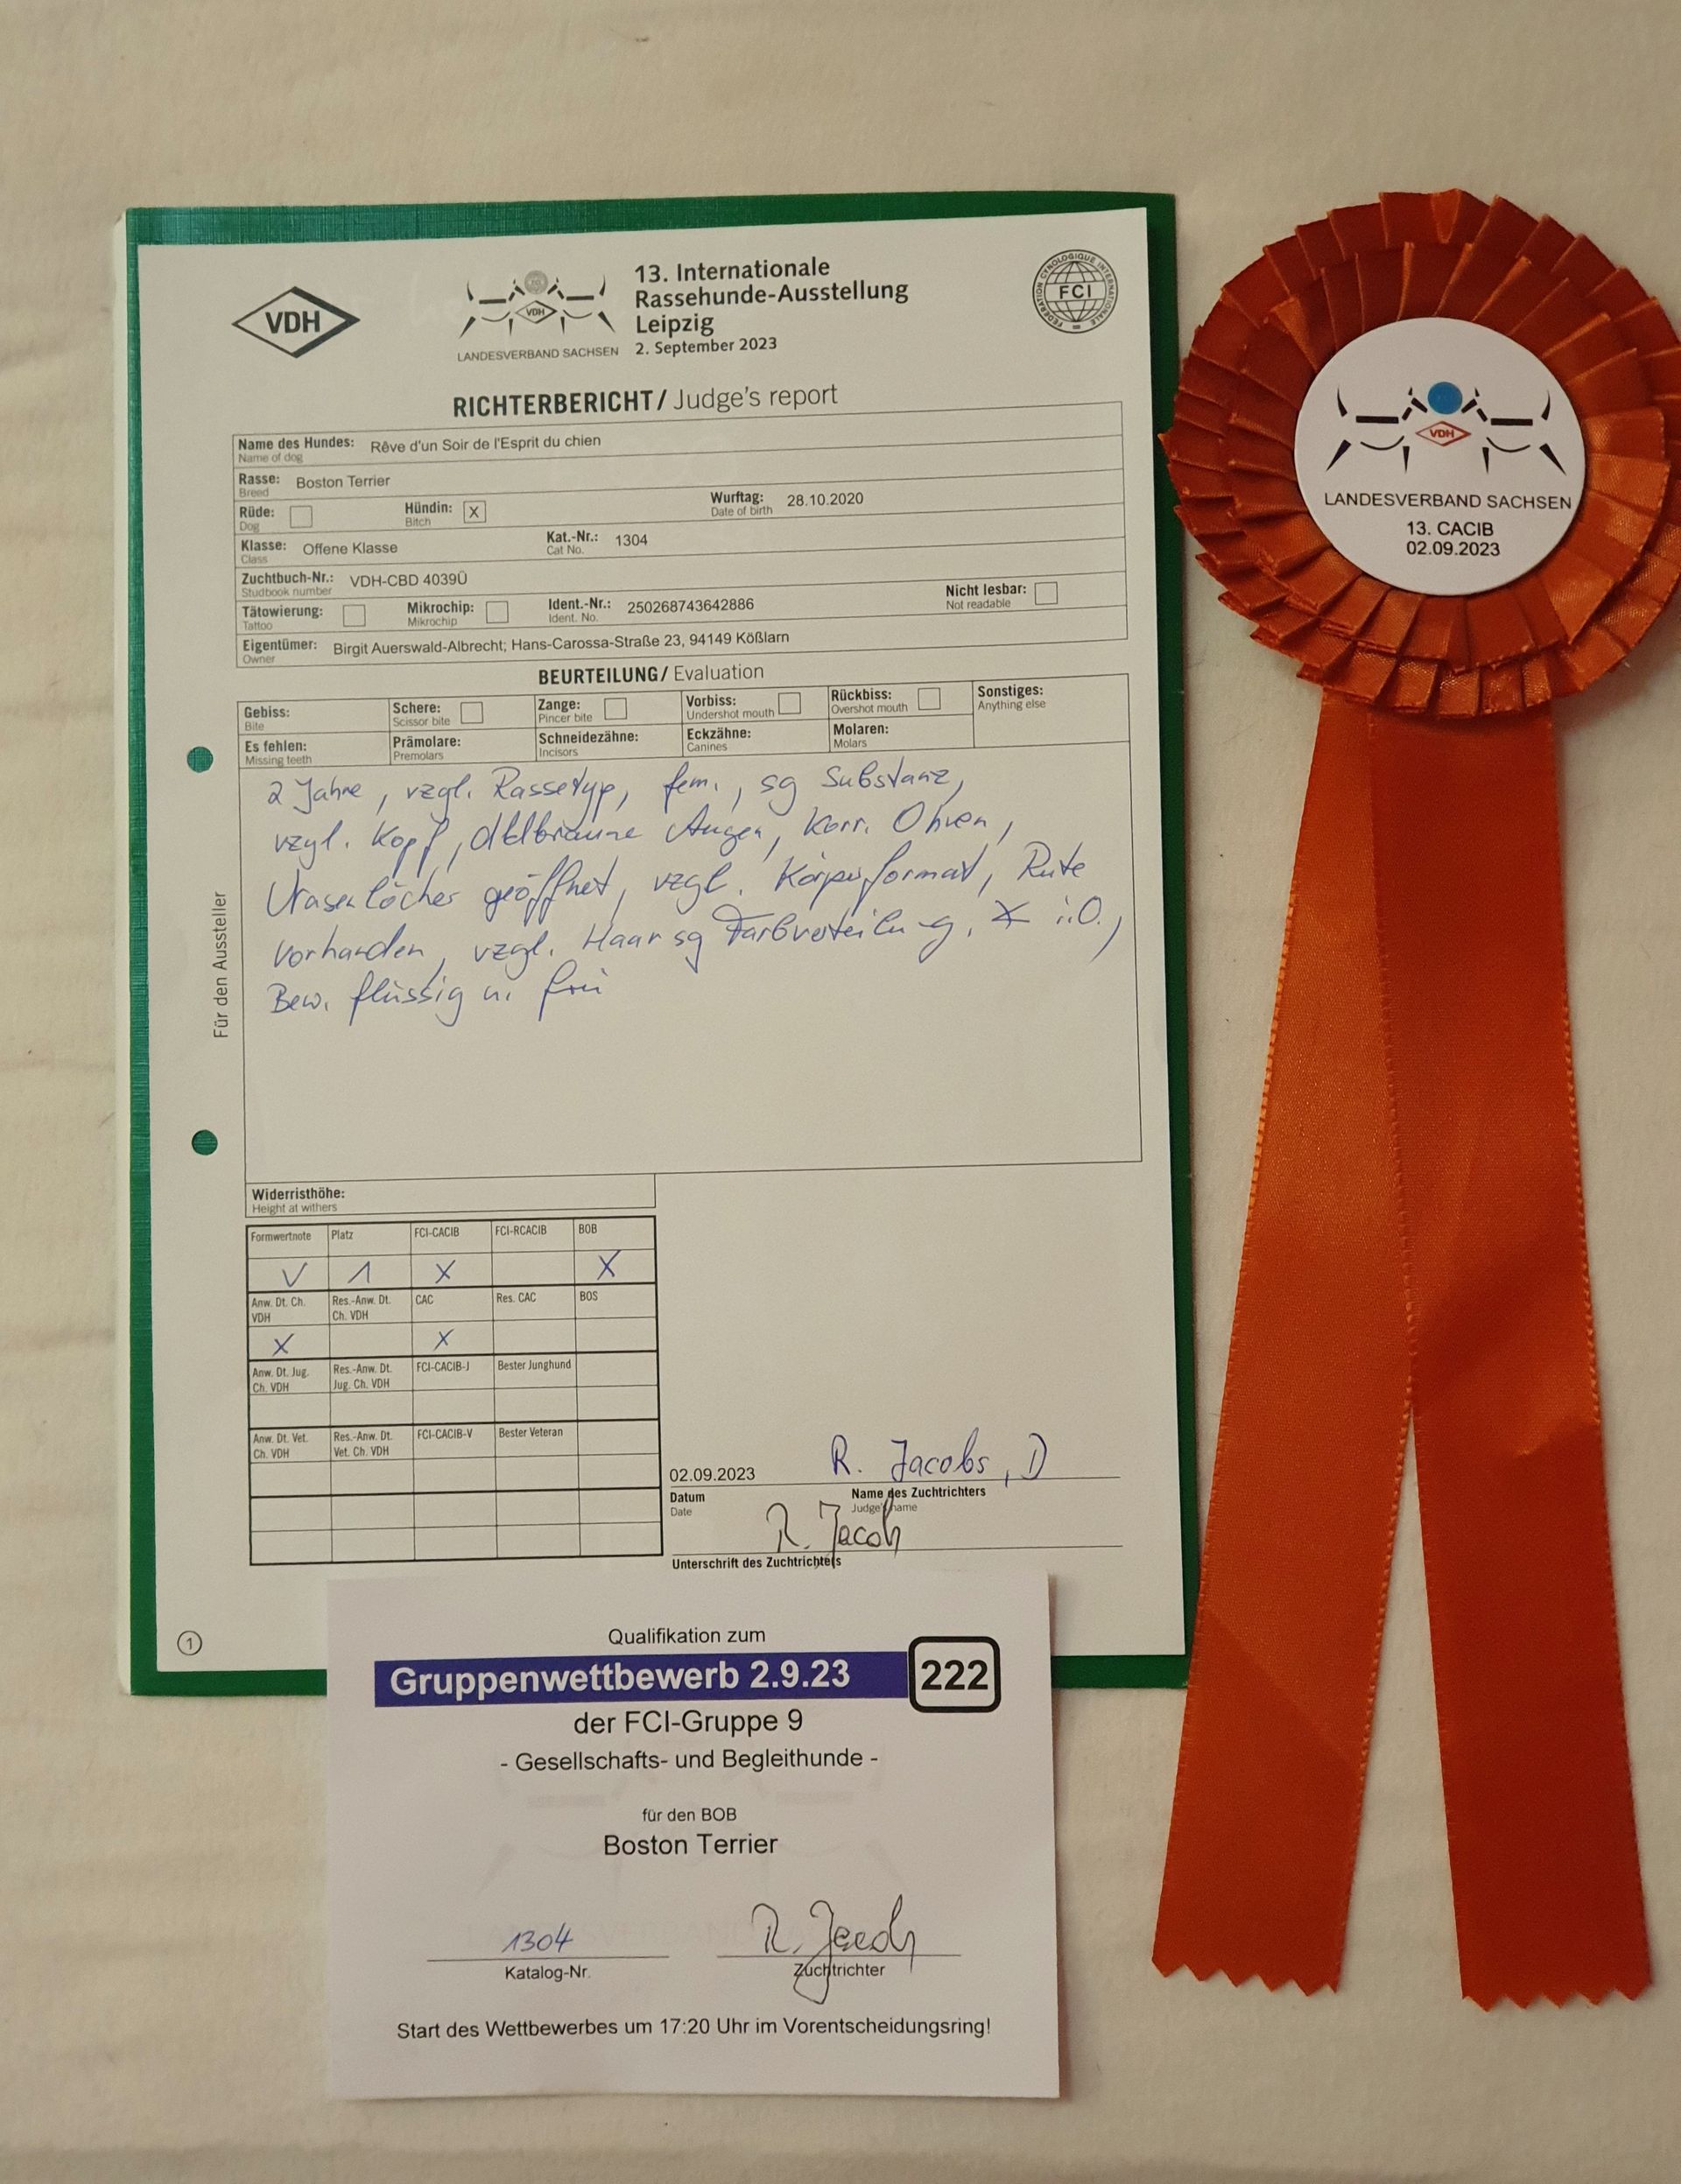 VDH
VDH
LANDESVERBAND SACHSEN
13. Internationale
Rassehunde-Ausstellung
Leipzig
2. September 2023
FEDERATION CYNOLOGIQUE INTERNATIONALE
FCI
RICHTERBERICHT / Judge's report
Name des Hundes: Rêve d'un Soir de l'Esprit du chien
Name of dog
Rasse: Boston Terrier
Breed
Rüde: Hündin: X Wurftag: 28.10.2020
Dog Bitch Date of birth
Klasse: Offene Klasse Kat.-Nr.: 1304
Class Cat No.
Zuchtbuch-Nr.: VDH-CBD 4039Ü
Studbook number
Tätowierung: Mikrochip: Ident.-Nr.: 250268743642886 Nicht lesbar:
Tattoo Mikrochip Ident. No. Not readable
Eigentümer: Birgit Auerswald-Albrecht; Hans-Carossa-Straße 23, 94149 Kößlarn
Owner
BEURTEILUNG / Evaluation
Gebiss: Schere: Zange: Vorbiss: Rückbiss: Sonstiges:
Bite Scissor bite Pincer bite Undershot mouth Overshot mouth Anything else
Es fehlen: Prämolare: Schneidezähne: Eckzähne: Molaren:
Missing teeth Premolars Incisors Canines Molars
2 Jahre, vzgl. Rassetyp, fem., sg Substanz,
vzgl. Kopf, Augen, korr. Ohren,
Nasenlöcher geöffnet, vzgl. Körperformat, Rute
vorhanden, vzgl. Haar sg Farbverteilung, X i.O.,
Bew. flüssig u. frei
Für den Aussteller
Widerristhöhe:
Height at withers
Formwertnote Platz FCI-CACIB FCI-RCACIB BOB
V 1 X X
Anw. Dt. Ch. VDH Res.-Anw. Dt. Ch. VDH CAC Res. CAC BOS
X X
Anw. Dt. Jug. Ch. VDH Res.-Anw. Dt. Jug. Ch. VDH FCI-CACIB-J Bester Junghund
Anw. Dt. Vet. Ch. VDH Res.-Anw. Dt. Vet. Ch. VDH FCI-CACIB-V Bester Veteran
02.09.2023 R. Jacobs, D
Datum Name des Zuchtrichters
Date Judge's name
R. Jacobs
Unterschrift des Zuchtrichters
1
Qualifikation zum
Gruppenwettbewerb 2.9.23 222
der FCI-Gruppe 9
- Gesellschafts- und Begleithunde -
für den BOB
Boston Terrier
1304 R. Jacobs
Katalog-Nr. Zuchtrichter
Start des Wettbewerbes um 17:20 Uhr im Vorentscheidungsring!
VDH
LANDESVERBAND SACHSEN
13. CACIB
02.09.2023